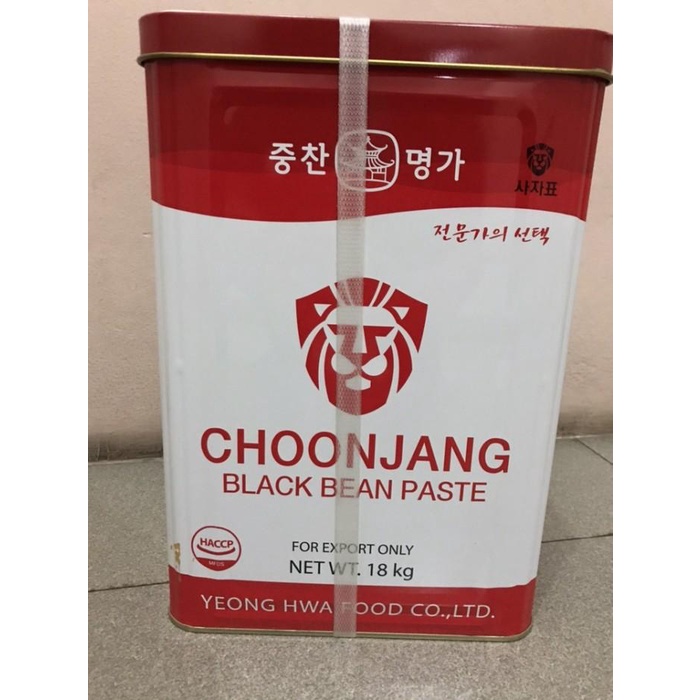 중찬 명가
사자표
전문가의 선택
CHOONJANG
BLACK BEAN PASTE
HACCP
FOR EXPORT ONLY
NET WT. 18 kg
YEONG HWA FOOD CO.,LTD.